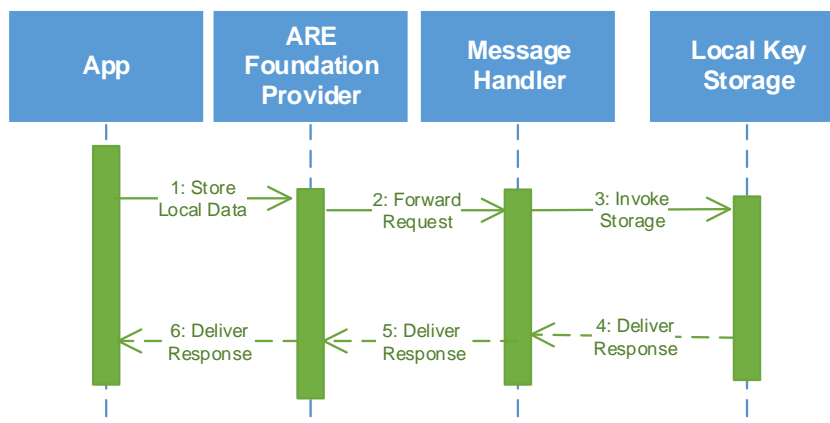 App
ARE
Foundation
Provider
Message
Handler
Local Key
Storage
1: Store
Local Data
2: Forward
Request
3: Invoke
Storage
6: Deliver
Response
5: Deliver
Response
4: Deliver
Response